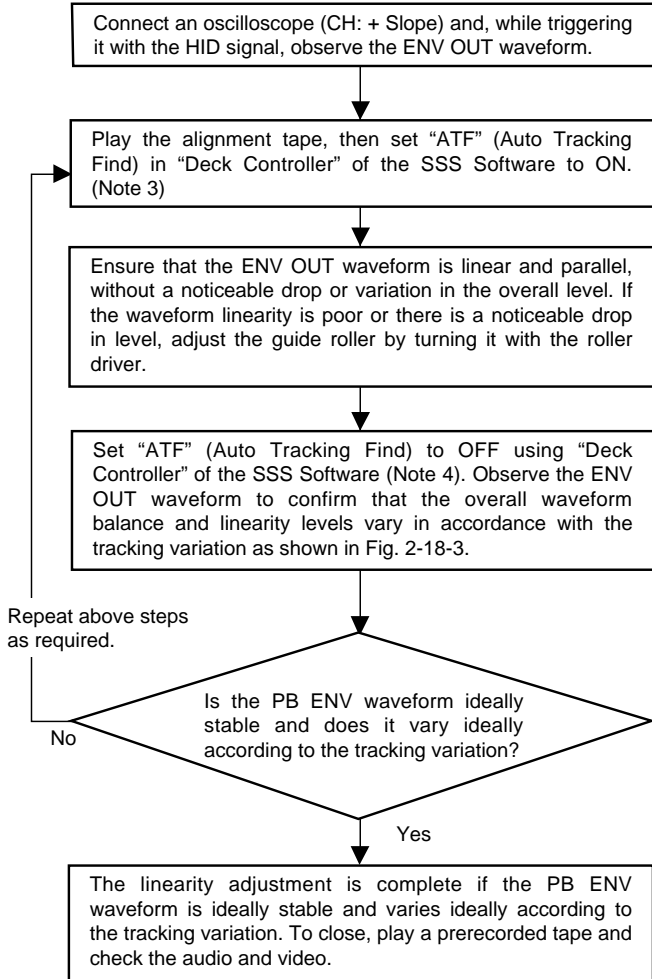 Connect an oscilloscope (CH: + Slope) and, while triggering
it with the HID signal, observe the ENV OUT waveform.
Play the alignment tape, then set “ATF” (Auto Tracking
Find) in “Deck Controller” of the SSS Software to ON.
(Note 3)
Ensure that the ENV OUT waveform is linear and parallel,
without a noticeable drop or variation in the overall level. If
the waveform linearity is poor or there is a noticeable drop
in level, adjust the guide roller by turning it with the roller
driver.
Set “ATF” (Auto Tracking Find) to OFF using “Deck
Controller” of the SSS Software (Note 4). Observe the ENV
OUT waveform to confirm that the overall waveform
balance and linearity levels vary in accordance with the
tracking variation as shown in Fig. 2-18-3.
Repeat above steps
as required.
Is the PB ENV waveform ideally
stable and does it vary ideally
according to the tracking variation?
No
Yes
The linearity adjustment is complete if the PB ENV
waveform is ideally stable and varies ideally according to
the tracking variation. To close, play a prerecorded tape and
check the audio and video.